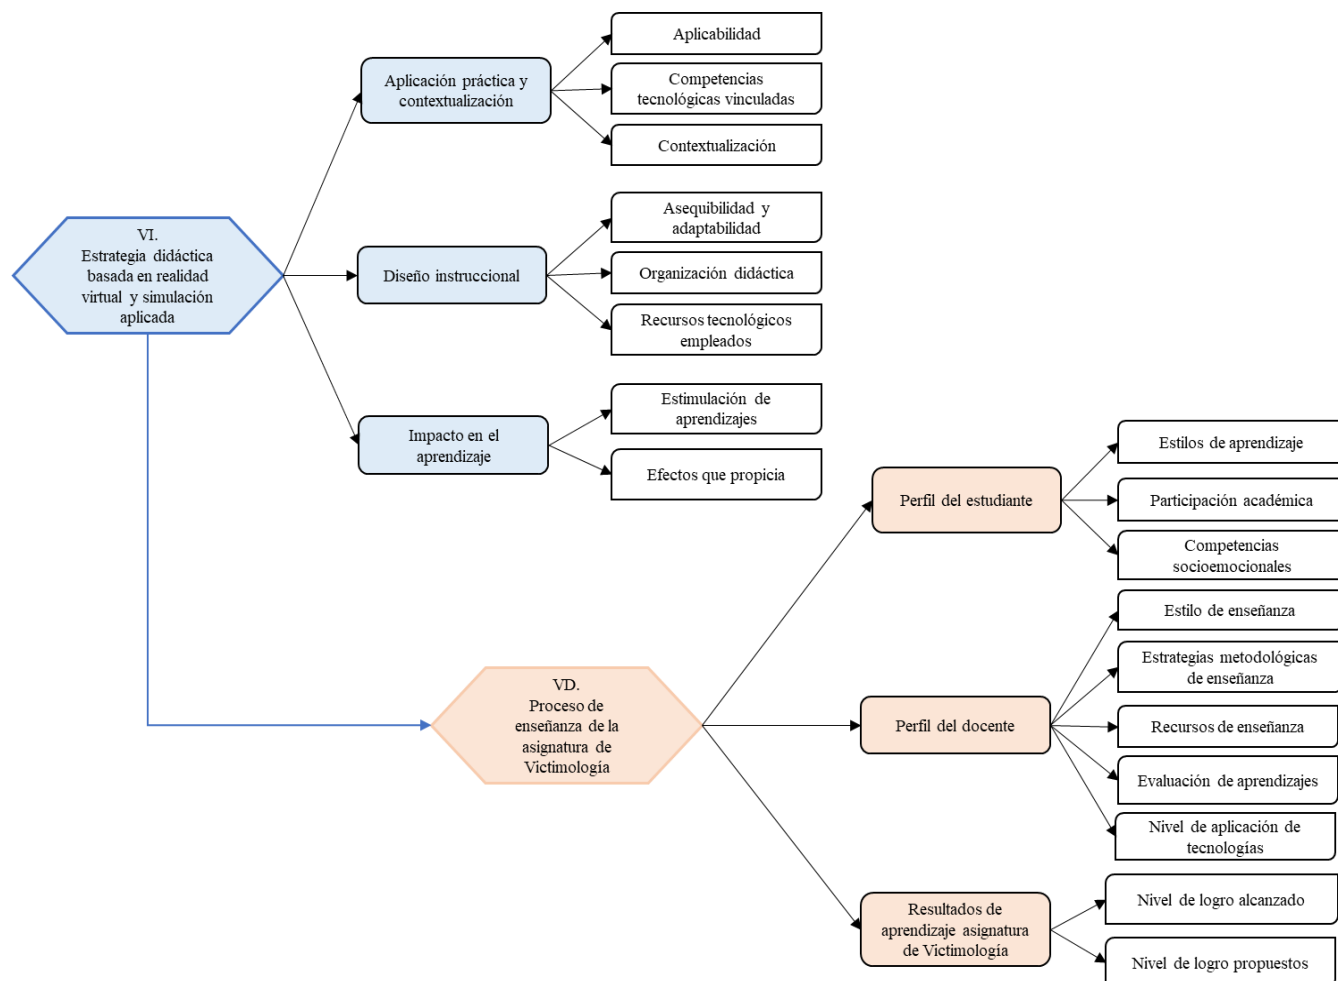 Aplicabilidad
Aplicación práctica y
contextualización
Competencias
tecnológicas vinculadas
Contextualización
VI.
Estrategia didáctica
basada en realidad
virtual y simulación
aplicada
Asequibilidad y
adaptabilidad
Diseño instruccional
Organización didáctica
Recursos tecnológicos
empleados
Impacto en el
aprendizaje
Estimulación de
aprendizajes
Efectos que propicia
VD.
Proceso de
enseñanza de la
asignatura de
Victimología
Perfil del estudiante
Estilos de aprendizaje
Participación académica
Competencias
socioemocionales
Perfil del docente
Estilo de enseñanza
Estrategias metodológicas
de enseñanza
Recursos de enseñanza
Evaluación de aprendizajes
Nivel de aplicación de
tecnologías
Resultados de
aprendizaje asignatura
de Victimología
Nivel de logro alcanzado
Nivel de logro propuestos